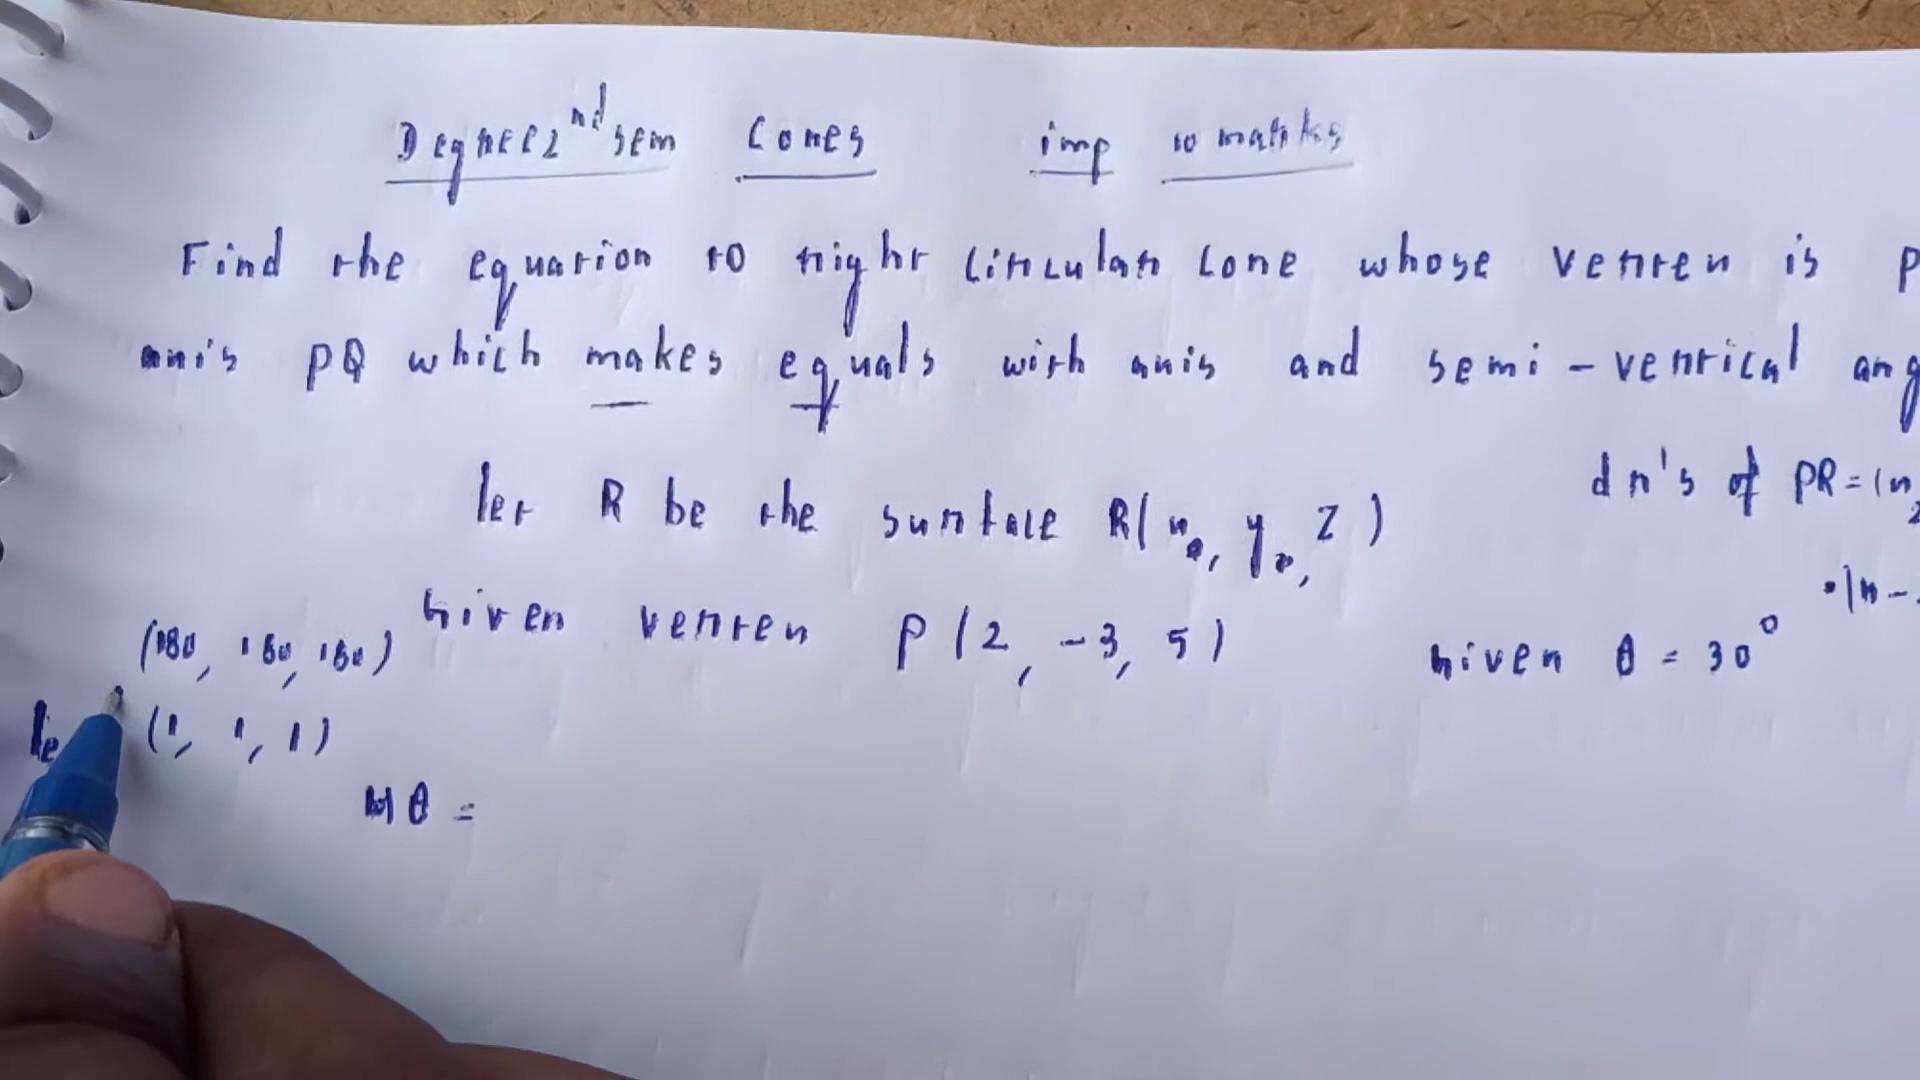 Degree 2nd sem Cones imp 10 marks
Find the equation to right circular cone whose vertex is P
axis PQ which makes equals with axis and semi-vertical ang
let R be the surface R(x, y, z) dr's of PR = (x
Given vertex P(2, -3, 5) Given θ = 30°
(180, 180, 180)
(1, 1, 1)
θ =